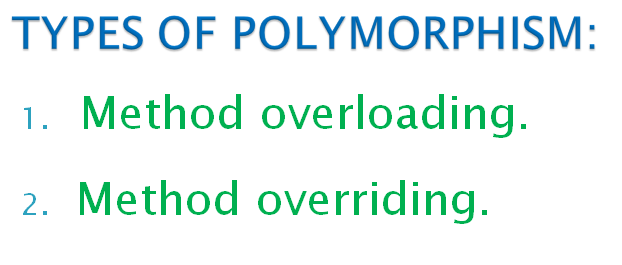 TYPES OF POLYMORPHISM:
1. Method overloading.
2. Method overriding.